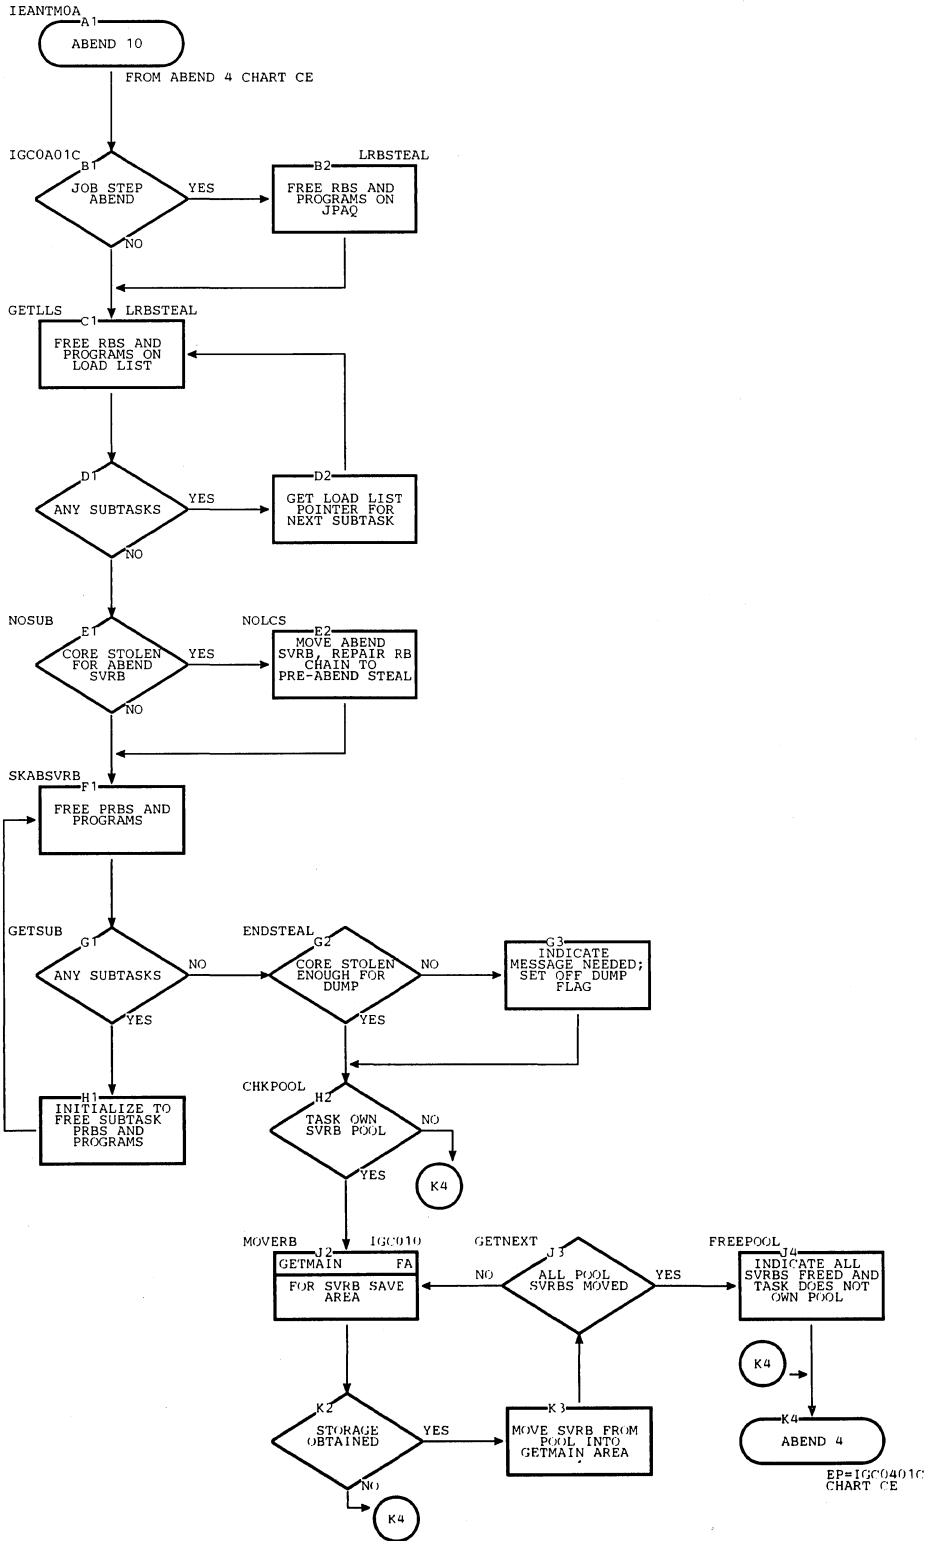 IEANTM0A
A1
ABEND 10
FROM ABEND 4 CHART CE
IGC0A01C
B1
JOB STEP
ABEND
YES
NO
LRBSTEAL
B2
FREE RBS AND
PROGRAMS ON
JPAQ
GETLLS
LRBSTEAL
C1
FREE RBS AND
PROGRAMS ON
LOAD LIST
D1
ANY SUBTASKS
YES
NO
D2
GET LOAD LIST
POINTER FOR
NEXT SUBTASK
NOSUB
E1
CORE STOLEN
FOR ABEND
SVRB
YES
NO
NOLCS
E2
MOVE ABEND
SVRB, REPAIR RB
CHAIN TO
PRE-ABEND STEAL
SKABSVRB
F1
FREE PRBS AND
PROGRAMS
GETSUB
G1
ANY SUBTASKS
NO
YES
ENDSTEAL
G2
CORE STOLEN
ENOUGH FOR
DUMP
NO
YES
G3
INDICATE
MESSAGE NEEDED;
SET OFF DUMP
FLAG
H1
INITIALIZE TO
FREE SUBTASK
PRBS AND
PROGRAMS
CHKPOOL
H2
TASK OWN
SVRB POOL
NO
YES
K4
MOVERB
IGC010
J2
GETMAIN FA
FOR SVRB SAVE
AREA
GETNEXT
J3
ALL POOL
SVRBS MOVED
NO
YES
FREEPOOL
J4
INDICATE ALL
SVRBS FREED AND
TASK DOES NOT
OWN POOL
K4
K2
STORAGE
OBTAINED
YES
NO
K4
K3
MOVE SVRB FROM
POOL INTO
GETMAIN AREA
K4
ABEND 4
EP=IGC0401C
CHART CE